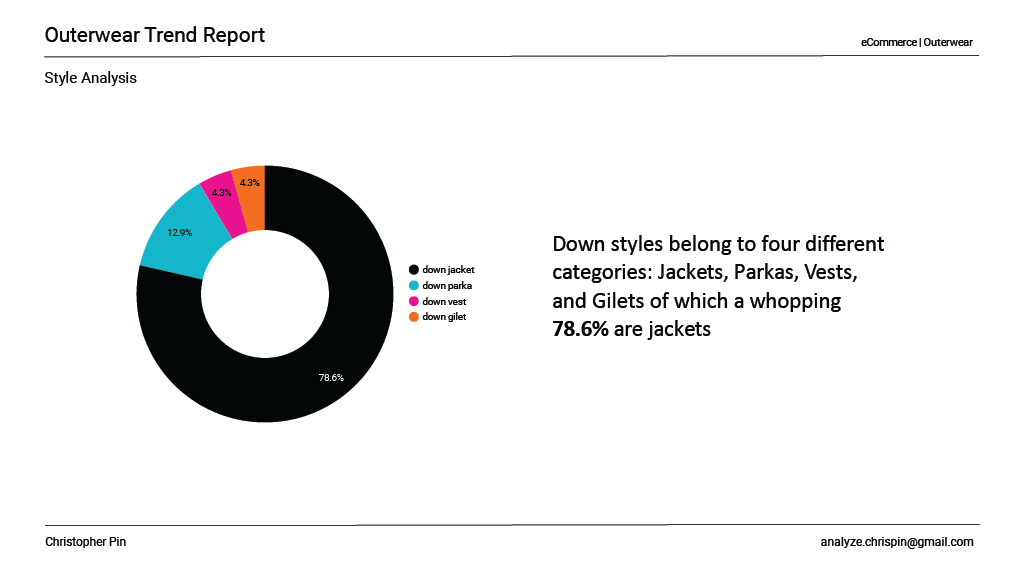 Outerwear Trend Report
eCommerce | Outerwear
Style Analysis
4.3%
4.3%
12.9%
78.6%
down jacket
down parka
down vest
down gilet
Down styles belong to four different
categories: Jackets, Parkas, Vests,
and Gilets of which a whopping
78.6% are jackets
Christopher Pin
analyze.chrispin@gmail.com